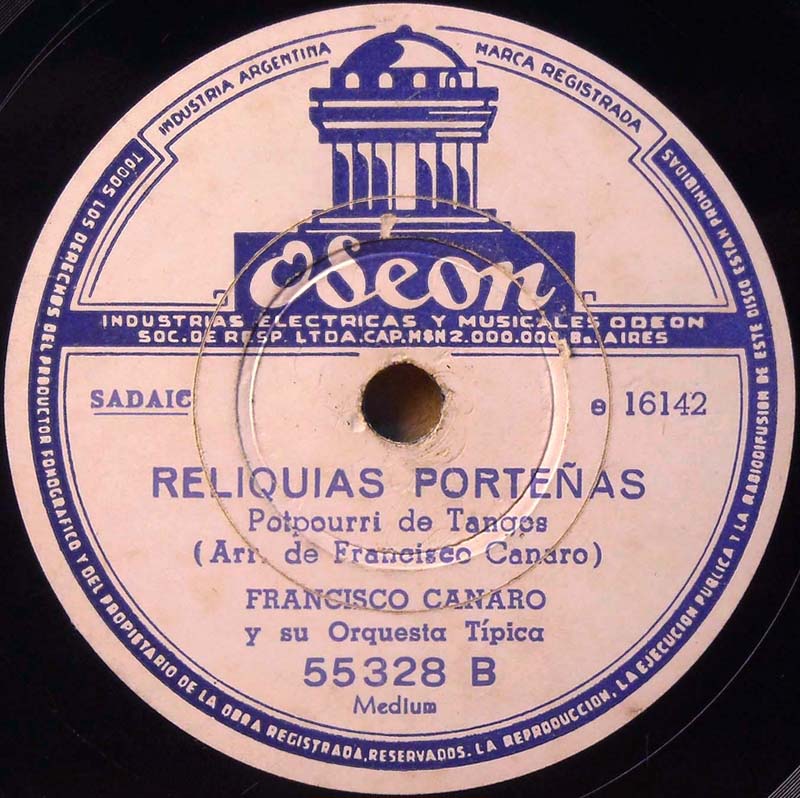 INDUSTRIA ARGENTINA
MARCA REGISTRADA
Odeon
INDUSTRIAS ELECTRICAS Y MUSICALES ODEON
SOC. DE RESP. LTDA. CAP. M$N 2.000.000. Bs. AIRES
SADAIC
e 16142
RELIQUIAS PORTEÑAS
Potpourri de Tangos
(Arr. de Francisco Canaro)
FRANCISCO CANARO
y su Orquesta Típica
55328 B
Medium
TODOS LOS DERECHOS DEL PRODUCTOR FONOGRAFICO Y DEL PROPIETARIO DE LA OBRA REGISTRADA, RESERVADOS. LA REPRODUCCION, LA EJECUCION PUBLICA Y LA RADIODIFUSION DE ESTE DISCO ESTAN PROHIBIDAS